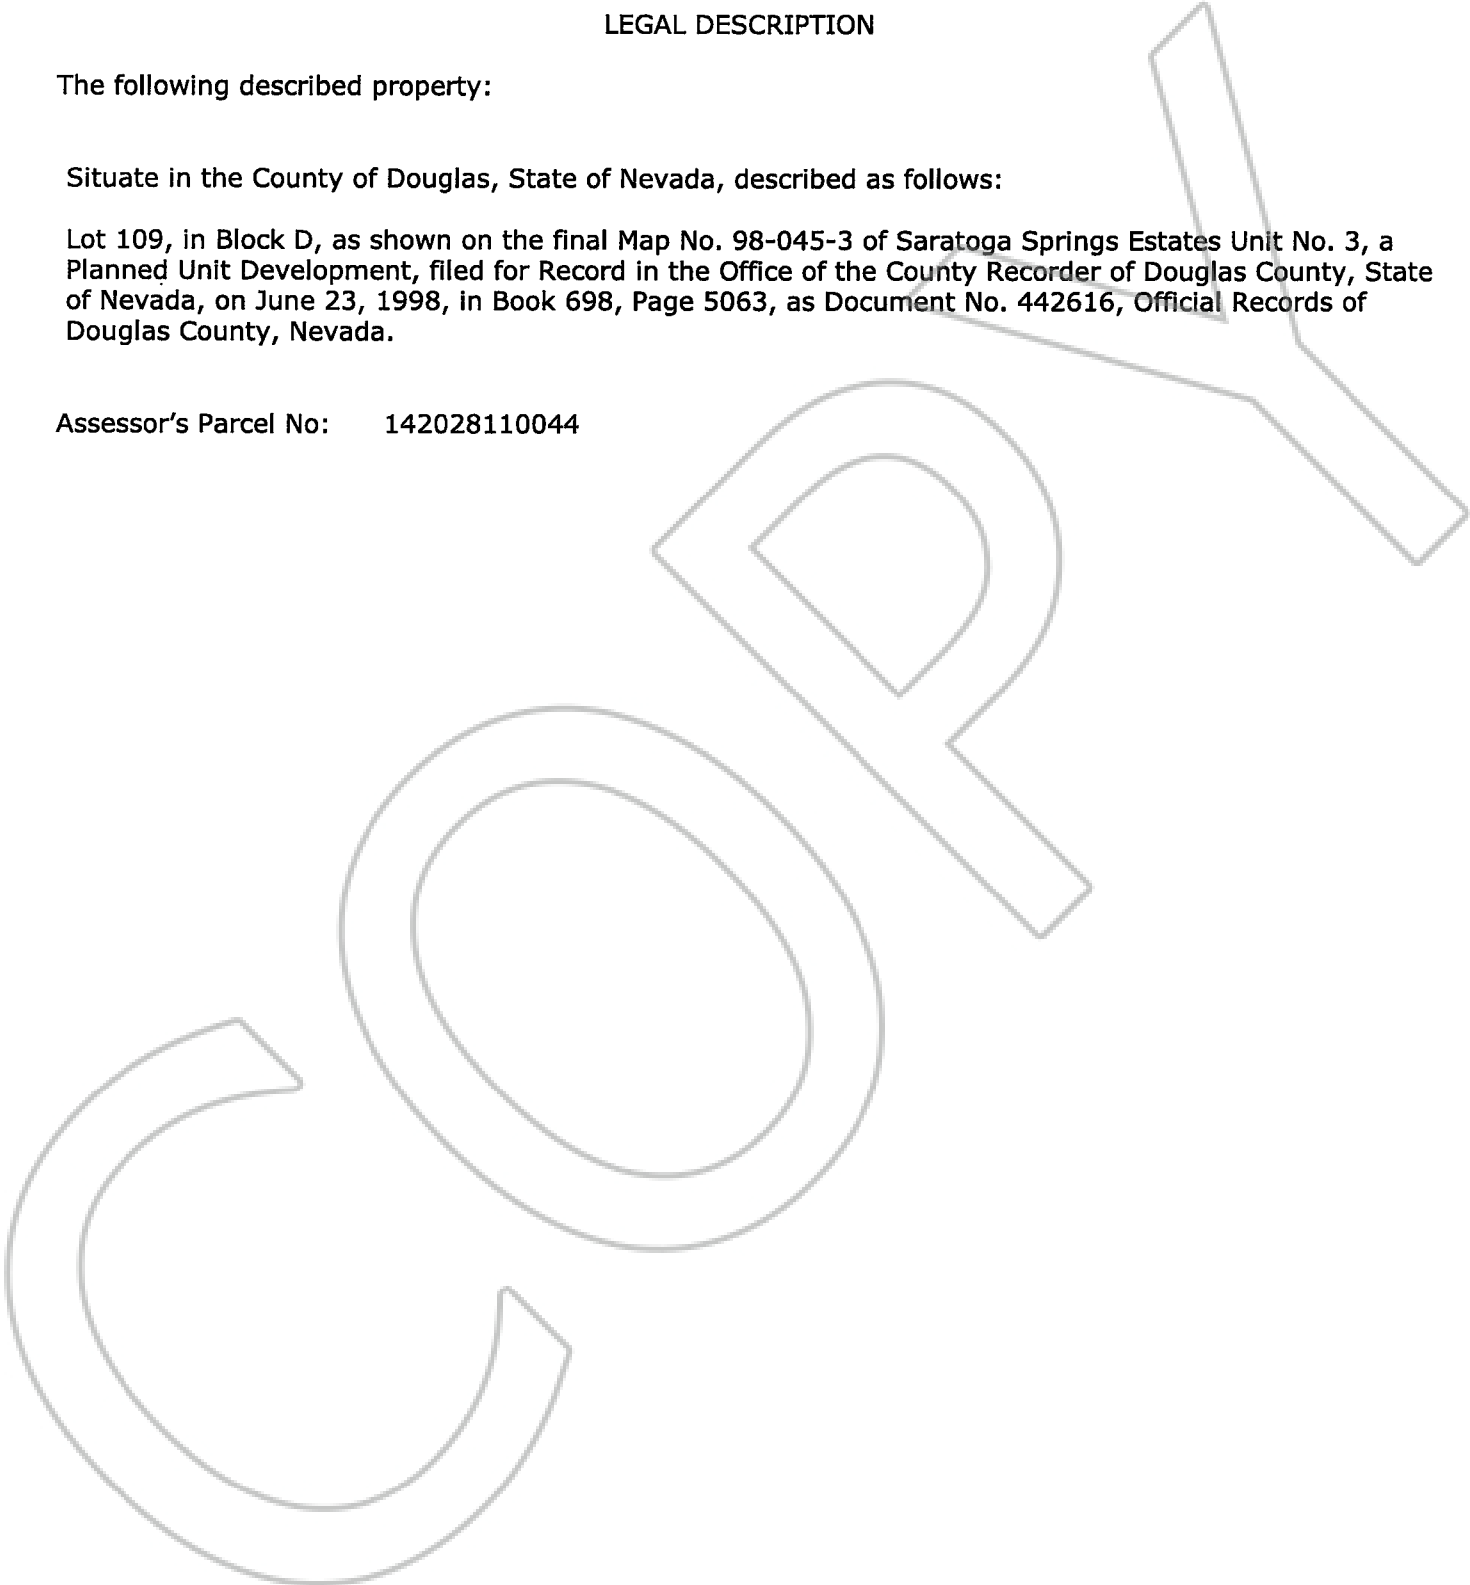 LEGAL DESCRIPTION
The following described property:
Situate in the County of Douglas, State of Nevada, described as follows:
Lot 109, in Block D, as shown on the final Map No. 98-045-3 of Saratoga Springs Estates Unit No. 3, a
Planned Unit Development, filed for Record in the Office of the County Recorder of Douglas County, State
of Nevada, on June 23, 1998, in Book 698, Page 5063, as Document No. 442616, Official Records of
Douglas County, Nevada.
Assessor's Parcel No: 142028110044
COPY